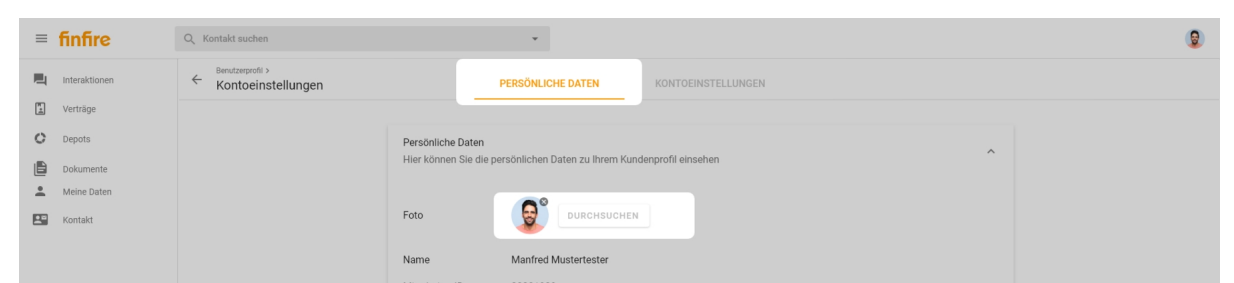 finfire
Kontakt suchen
Interaktionen
Verträge
Depots
Dokumente
Meine Daten
Kontakt
Benutzerprofil >
Kontoeinstellungen
PERSÖNLICHE DATEN
KONTOEINSTELLUNGEN
Persönliche Daten
Hier können Sie die persönlichen Daten zu Ihrem Kundenprofil einsehen
Foto
DURCHSUCHEN
Name Manfred Mustertester